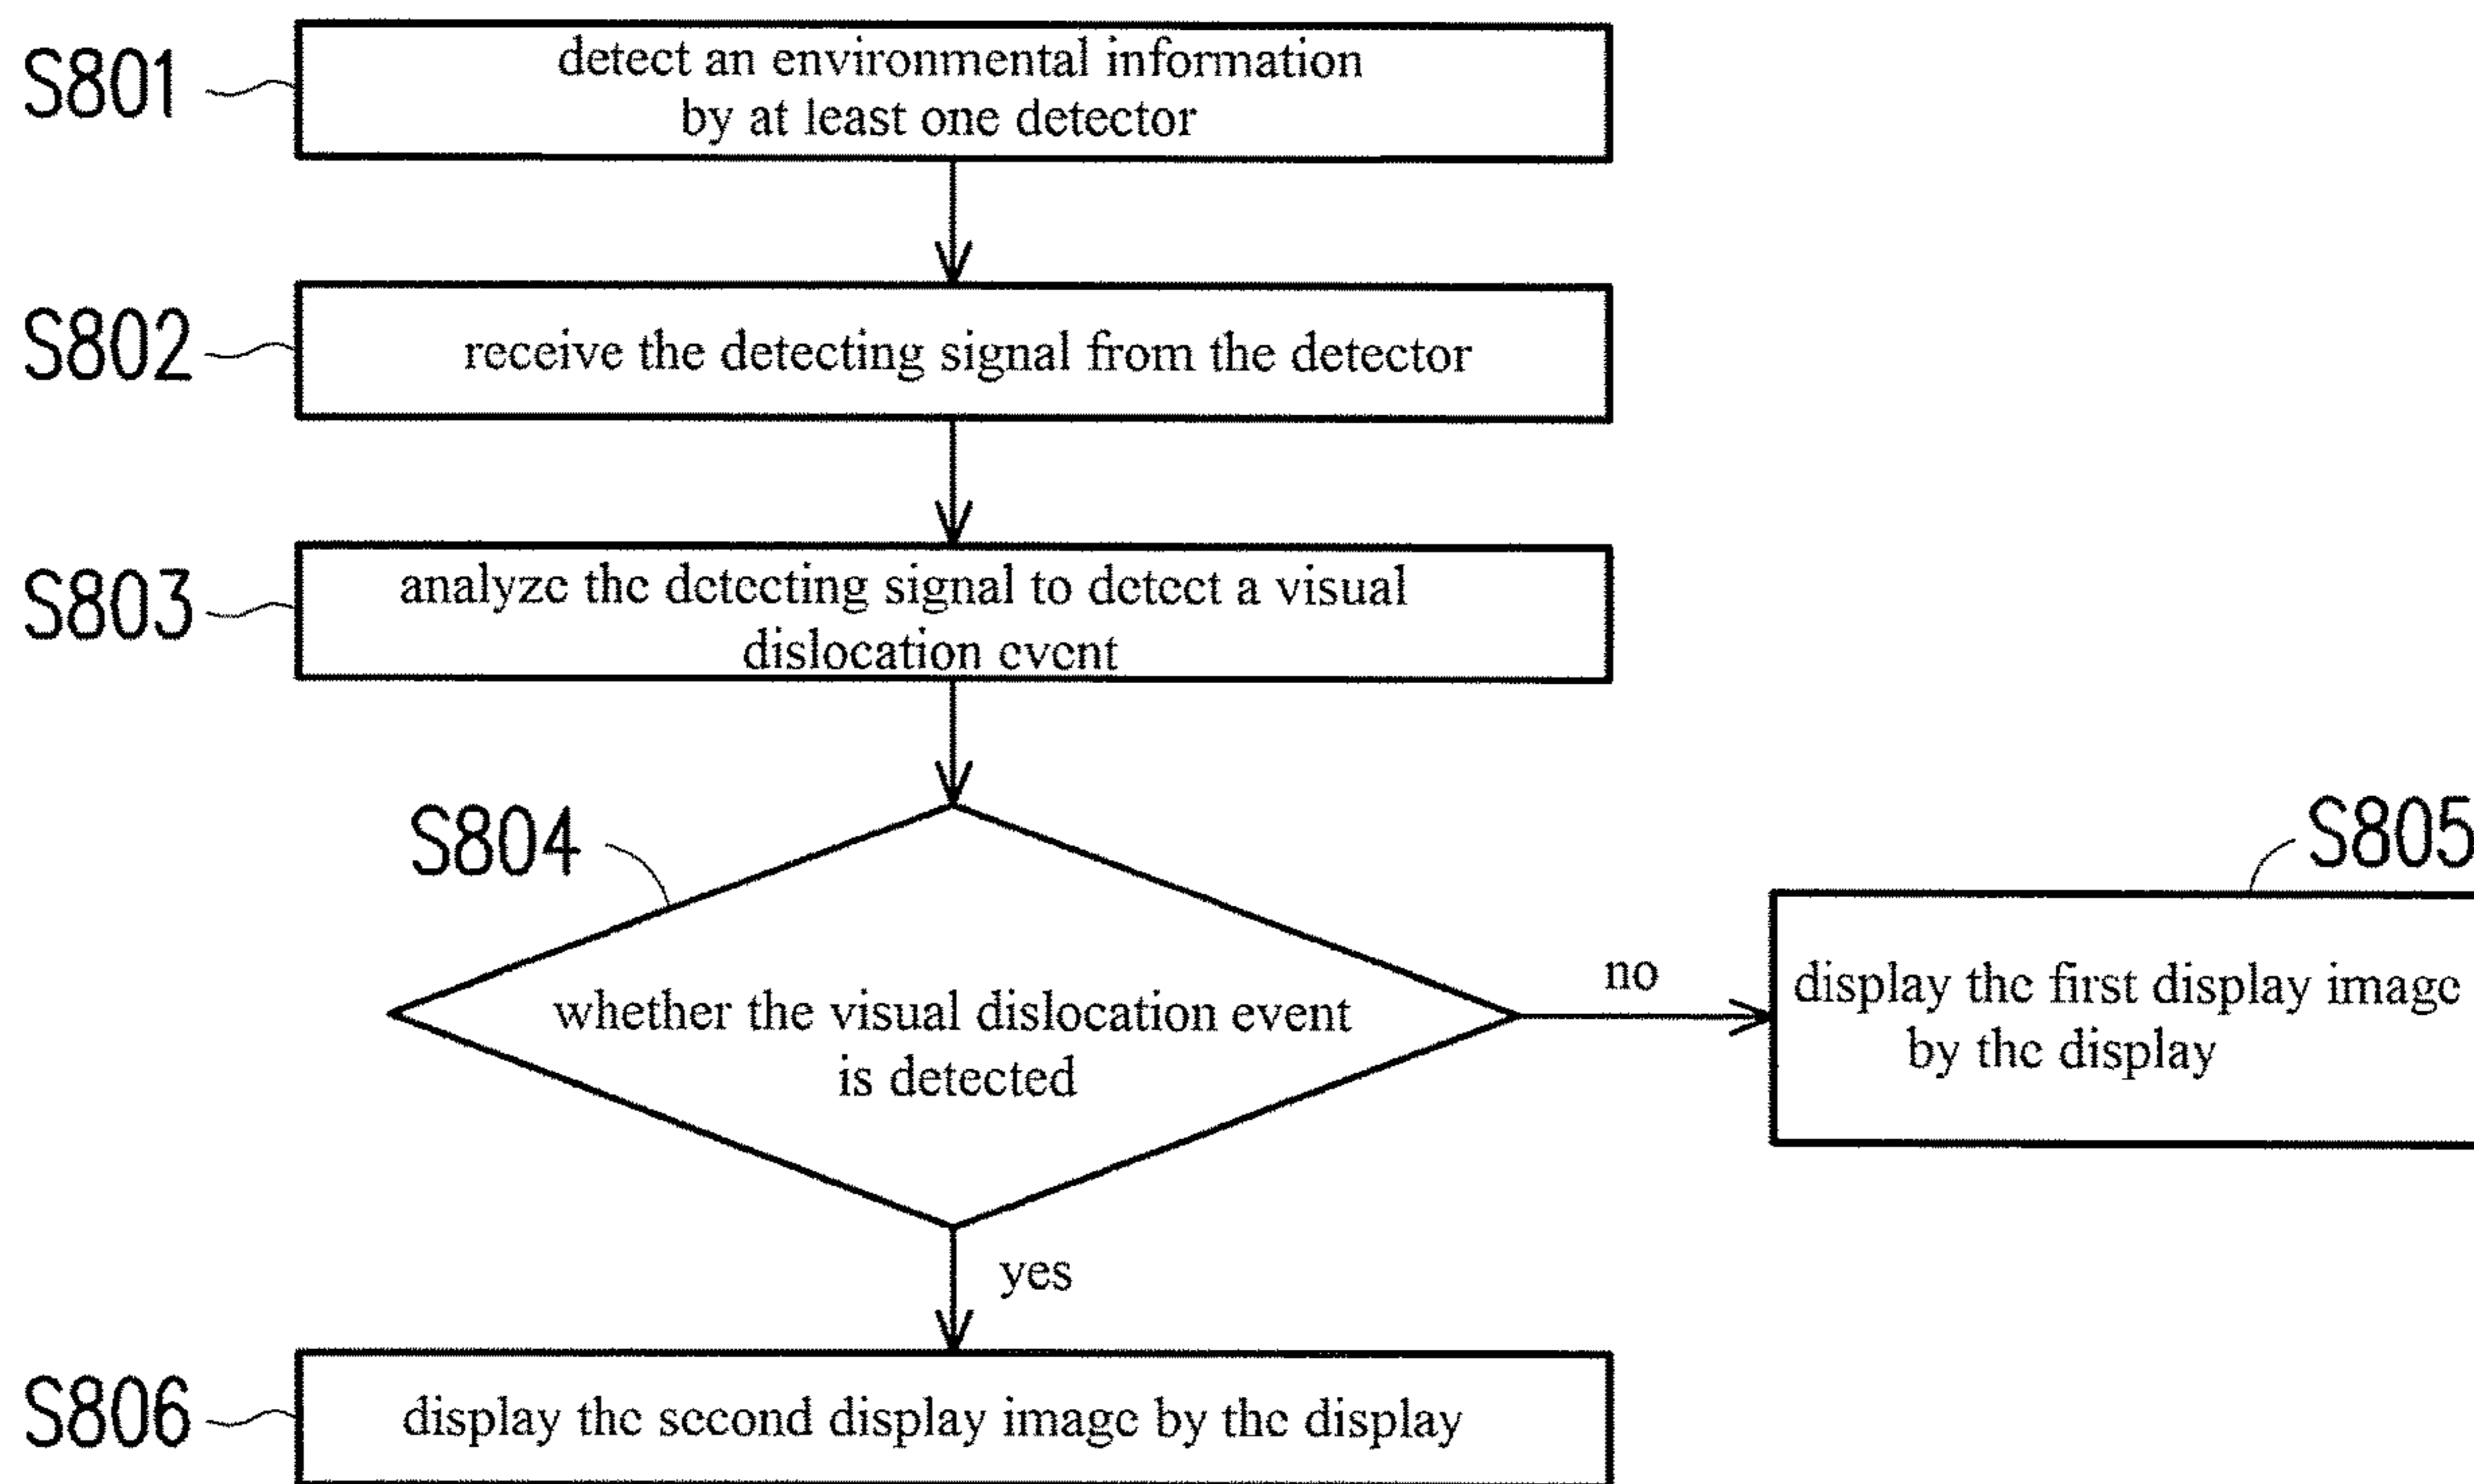 S801
detect an environmental information
by at least one detector
S802
receive the detecting signal from the detector
S803
analyze the detecting signal to detect a visual
dislocation event
S804
whether the visual dislocation event
is detected
no
S805
display the first display image
by the display
yes
S806
display the second display image by the display